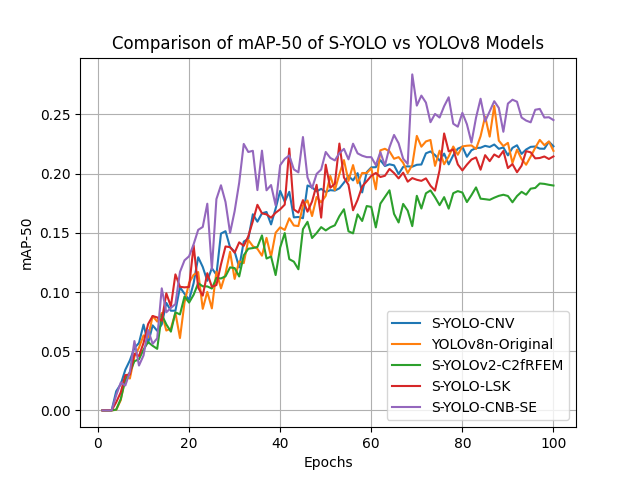 Comparison of mAP-50 of S-YOLO vs YOLOv8 Models
mAP-50
0.25
0.20
0.15
0.10
0.05
0.00
S-YOLO-CNV
YOLOv8n-Original
S-YOLOv2-C2fRFEM
S-YOLO-LSK
S-YOLO-CNB-SE
0 20 40 60 80 100
Epochs